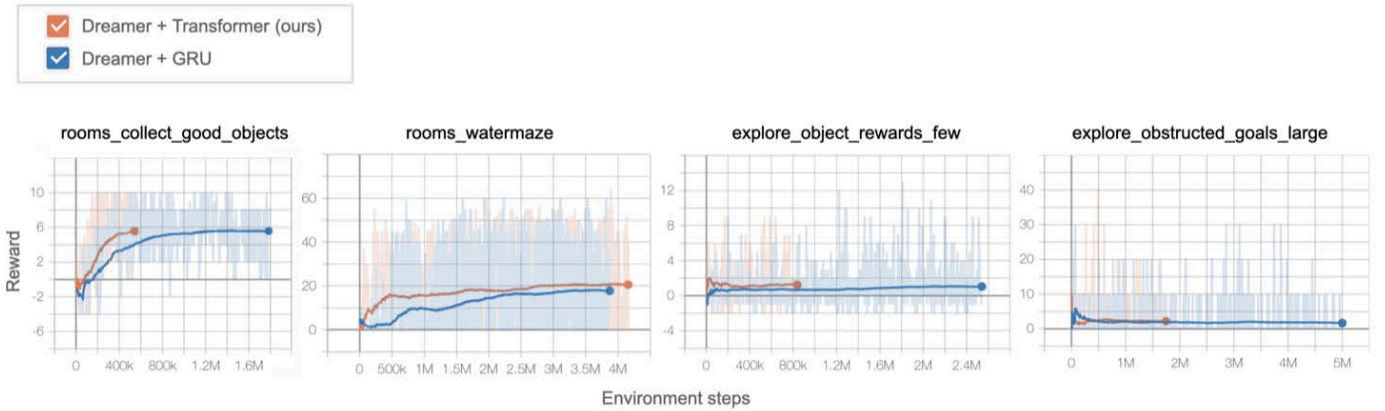 Dreamer + Transformer (ours)
Dreamer + GRU
rooms_collect_good_objects
rooms_watermaze
explore_object_rewards_few
explore_obstructed_goals_large
Reward
10
6
2
-2
-6
0 400k 800k 1.2M 1.6M
60
40
20
0
0 500k 1M 1.5M 2M 2.5M 3M 3.5M 4M
12
8
4
0
-4
0 400k 800k 1.2M 1.6M 2M 2.4M
40
20
10
0
0 1M 2M 3M 4M 5M
Environment steps